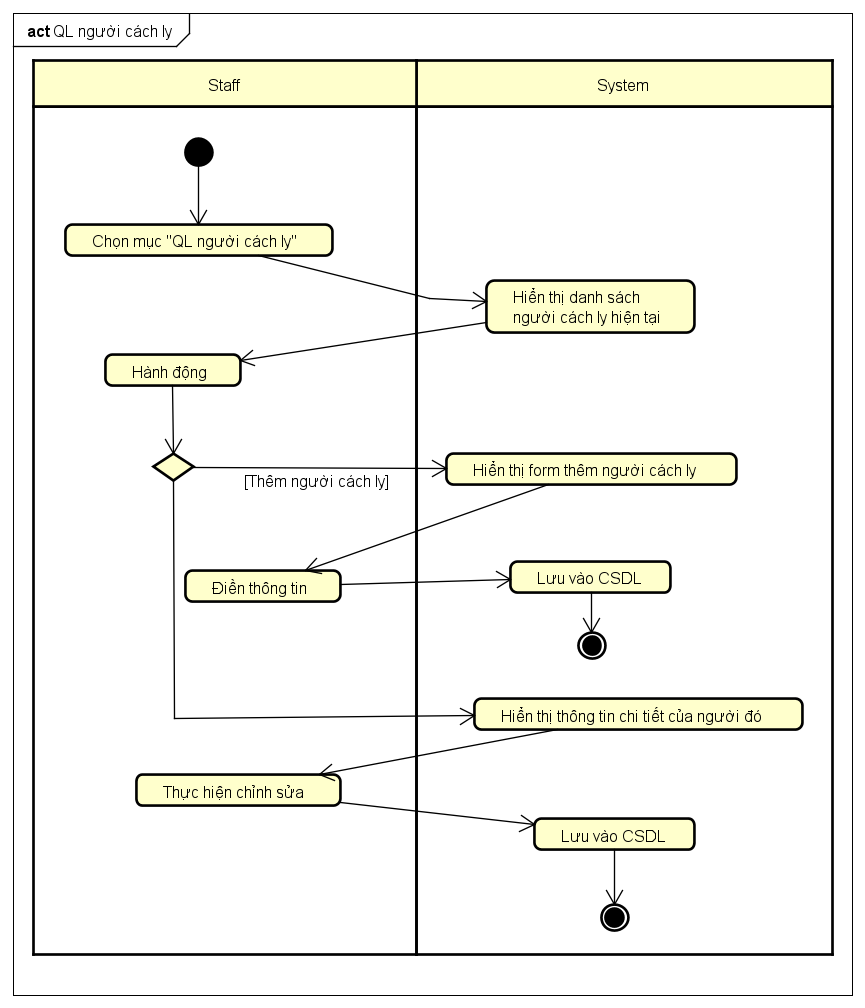 act QL người cách ly
Staff
System
Chọn mục "QL người cách ly"
Hiển thị danh sách
người cách ly hiện tại
Hành động
Hiển thị form thêm người cách ly
[Thêm người cách ly]
Điền thông tin
Lưu vào CSDL
Hiển thị thông tin chi tiết của người đó
Thực hiện chỉnh sửa
Lưu vào CSDL